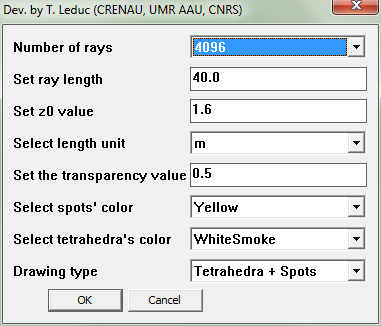 Dev. by T. Leduc (CRENAU, UMR AAU, CNRS)
Number of rays 4096
Set ray length 40.0
Set z0 value 1.6
Select length unit m
Set the transparency value 0.5
Select spots' color Yellow
Select tetrahedra's color WhiteSmoke
Drawing type Tetrahedra + Spots
OK Cancel